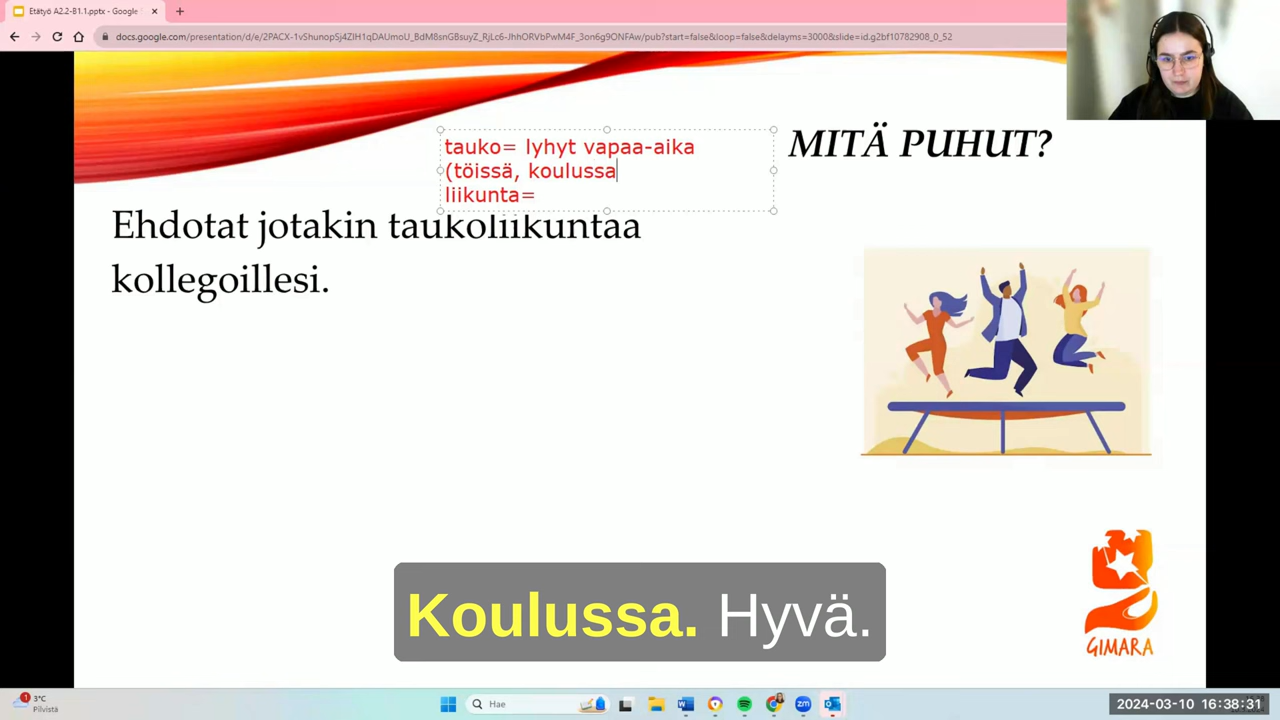 Etätyö A2.2-B1.1.pptx - Google
docs.google.com/presentation/d/e/2PACX-1vShunopSj4ZIH1qDAUmoU_BdM8snGBsuyZ_RjLc6-JhhORVbPwM4F_3on6g9ONFAw/pub?start=false&loop=false&delayms=3000&slide=id.g2bf10782908_0_52
MITÄ PUHUT?
tauko= lyhyt vapaa-aika
(töissä, koulussa
liikunta=
Ehdotat jotakin taukoliikuntaa
kollegoillesi.
Koulussa. Hyvä.
GIMARA
1
3°C
Pilvistä
Hae
2024-03-10 16:38:31